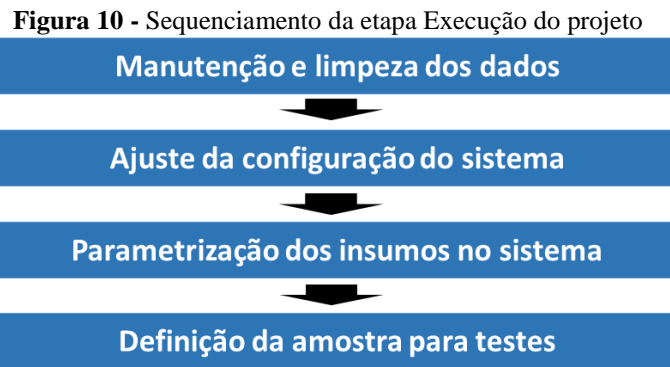 Figura 10 - Sequenciamento da etapa Execução do projeto
Manutenção e limpeza dos dados
Ajuste da configuração do sistema
Parametrização dos insumos no sistema
Definição da amostra para testes